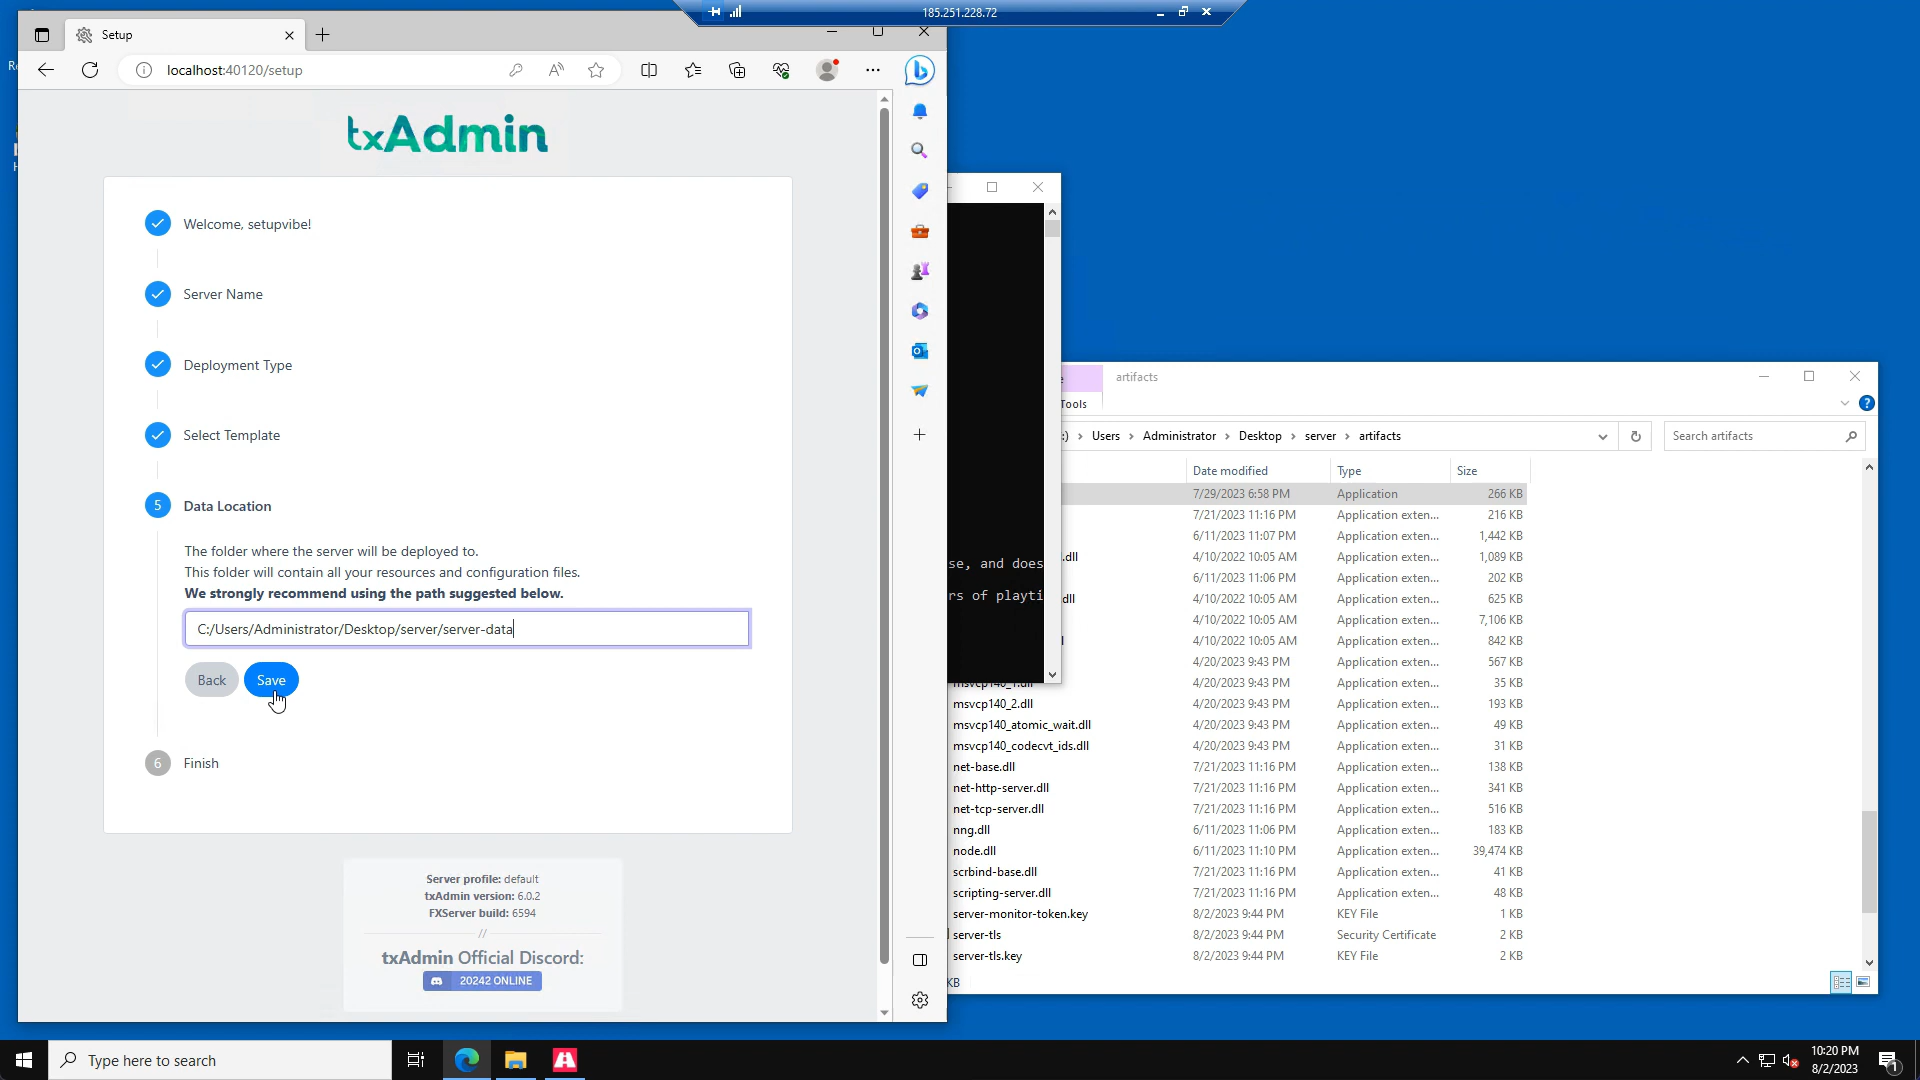 185.251.228.72
Setup
localhost:40120/setup
txAdmin
Welcome, setupvibe!
Server Name
Deployment Type
Select Template
5
Data Location
The folder where the server will be deployed to.
This folder will contain all your resources and configuration files.
We strongly recommend using the path suggested below.
C:/Users/Administrator/Desktop/server/server-data
Back
Save
6
Finish
Server profile: default
txAdmin version: 6.0.2
FXServer build: 6594
//
txAdmin Official Discord:
20242 ONLINE
se, and does
rs of playti
artifacts
Tools
:) › Users › Administrator › Desktop › server › artifacts
Search artifacts
Date modified Type Size
7/29/2023 6:58 PM Application 266 KB
7/21/2023 11:16 PM Application exten... 216 KB
6/11/2023 11:07 PM Application exten... 1,442 KB
.dll 4/10/2022 10:05 AM Application exten... 1,089 KB
6/11/2023 11:06 PM Application exten... 202 KB
dll 4/10/2022 10:05 AM Application exten... 625 KB
4/10/2022 10:05 AM Application exten... 7,106 KB
4/10/2022 10:05 AM Application exten... 842 KB
4/20/2023 9:43 PM Application exten... 567 KB
msvcp140_1.dll 4/20/2023 9:43 PM Application exten... 35 KB
msvcp140_2.dll 4/20/2023 9:43 PM Application exten... 193 KB
msvcp140_atomic_wait.dll 4/20/2023 9:43 PM Application exten... 49 KB
msvcp140_codecvt_ids.dll 4/20/2023 9:43 PM Application exten... 31 KB
net-base.dll 7/21/2023 11:16 PM Application exten... 138 KB
net-http-server.dll 7/21/2023 11:16 PM Application exten... 341 KB
net-tcp-server.dll 7/21/2023 11:16 PM Application exten... 516 KB
nng.dll 6/11/2023 11:06 PM Application exten... 183 KB
node.dll 6/11/2023 11:10 PM Application exten... 39,474 KB
scrbind-base.dll 7/21/2023 11:16 PM Application exten... 41 KB
scripting-server.dll 7/21/2023 11:16 PM Application exten... 48 KB
server-monitor-token.key 8/2/2023 9:44 PM KEY File 1 KB
server-tls 8/2/2023 9:44 PM Security Certificate 2 KB
server-tls.key 8/2/2023 9:44 PM KEY File 2 KB
KB
Type here to search
10:20 PM
8/2/2023
1